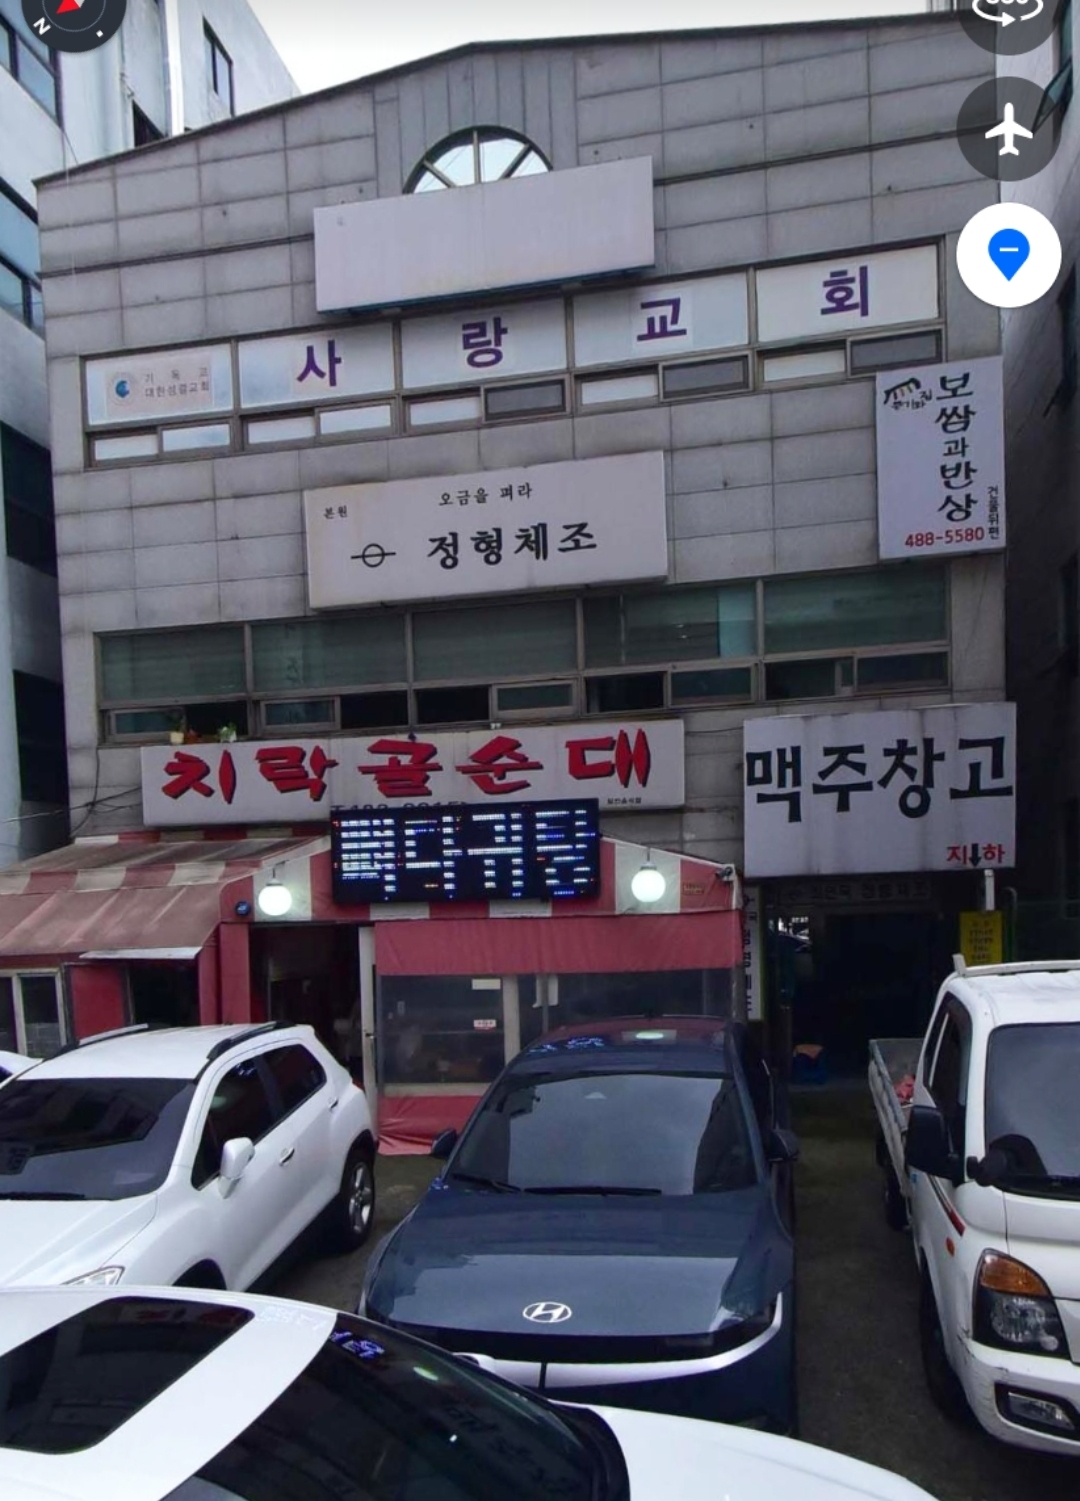 N
기독교
대한성결교회
사랑교회
보쌈과반상
건물뒤편
488-5580
오금을 펴라
본원
정형체조
치락골순대
맥주창고
지하